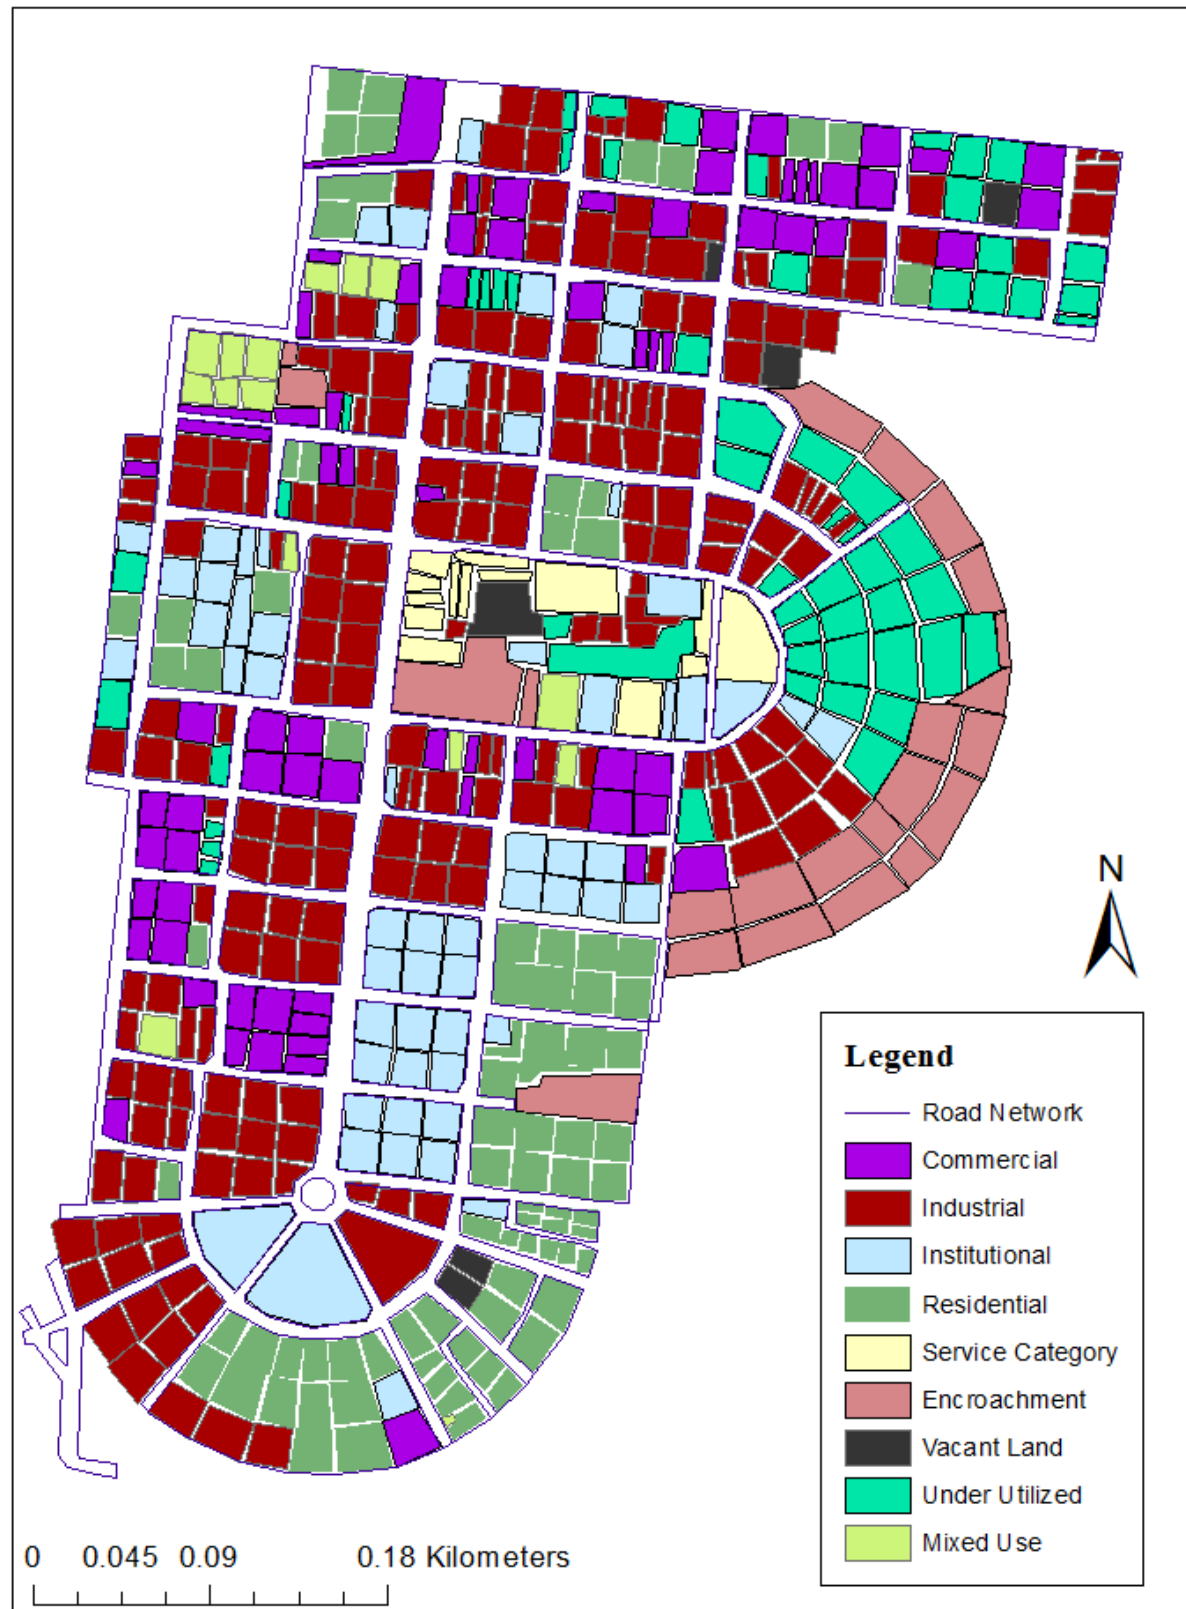 N
Legend
Road Network
Commercial
Industrial
Institutional
Residential
Service Category
Encroachment
Vacant Land
Under Utilized
Mixed Use
0 0.045 0.09 0.18 Kilometers